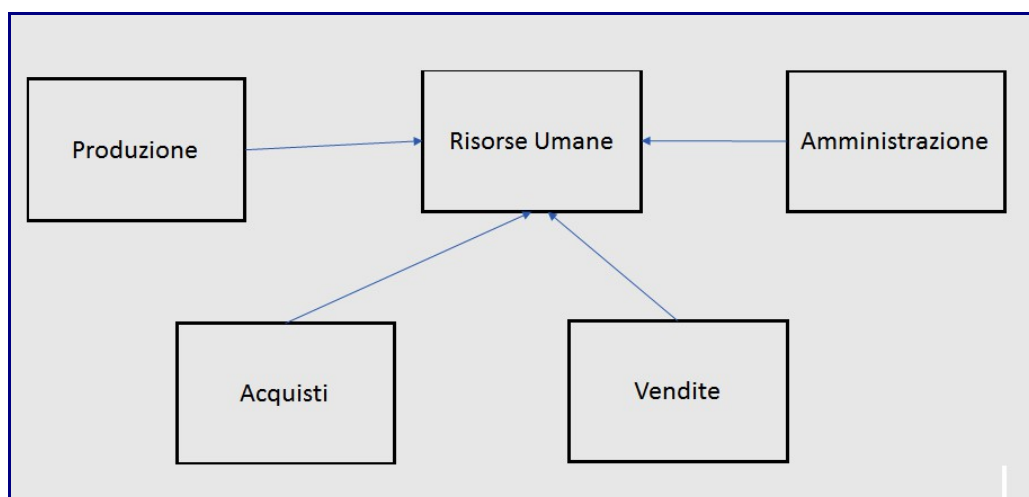 Produzione
Risorse Umane
Amministrazione
Acquisti
Vendite